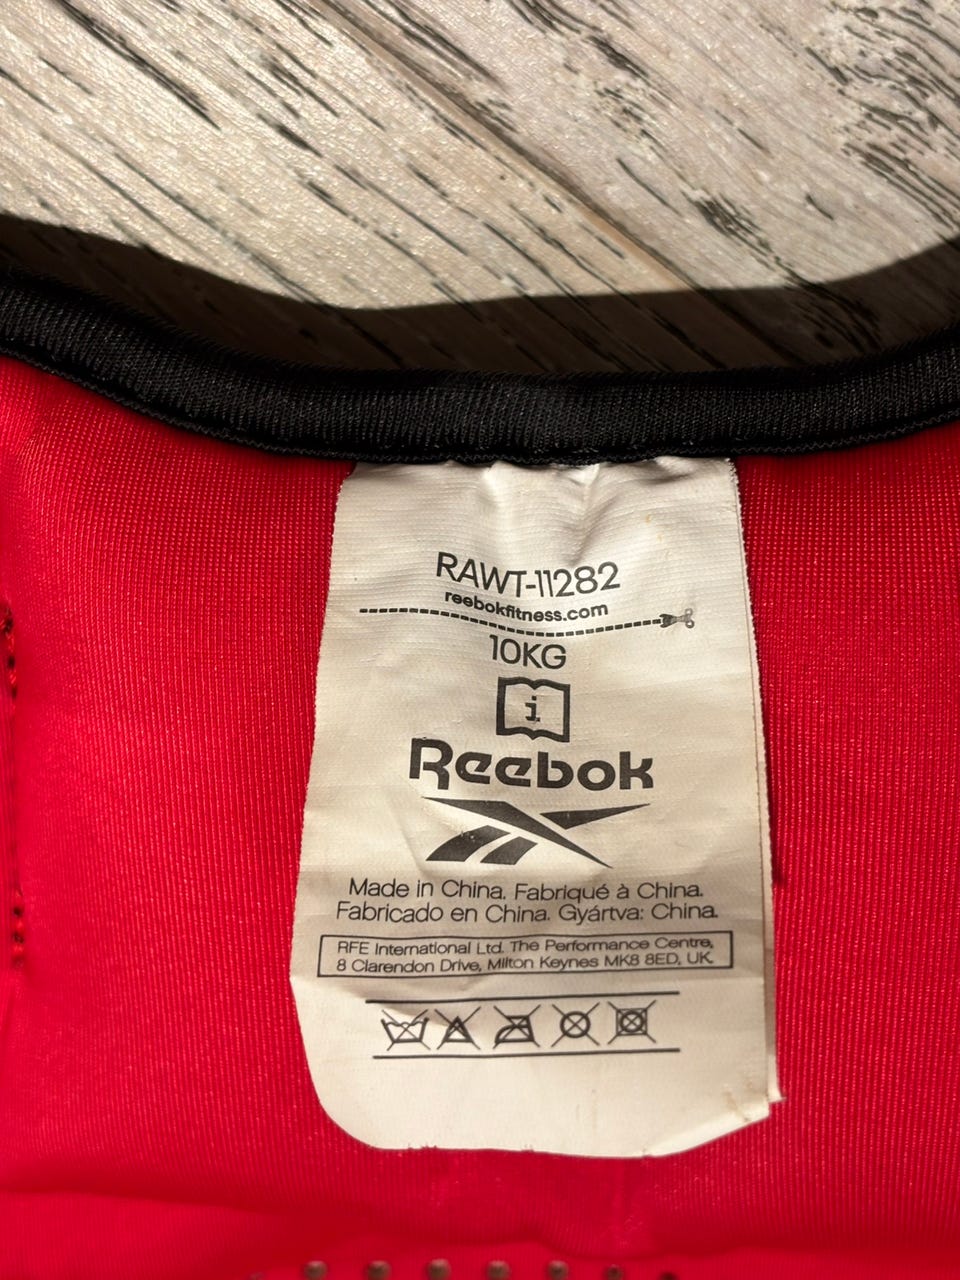 RAWT-11282
reebokfitness.com
10KG
i
Reebok
Made in China. Fabriqué à China.
Fabricado en China. Gyártva: China.
RFE International Ltd. The Performance Centre,
8 Clarendon Drive, Milton Keynes MK8 8ED, UK.